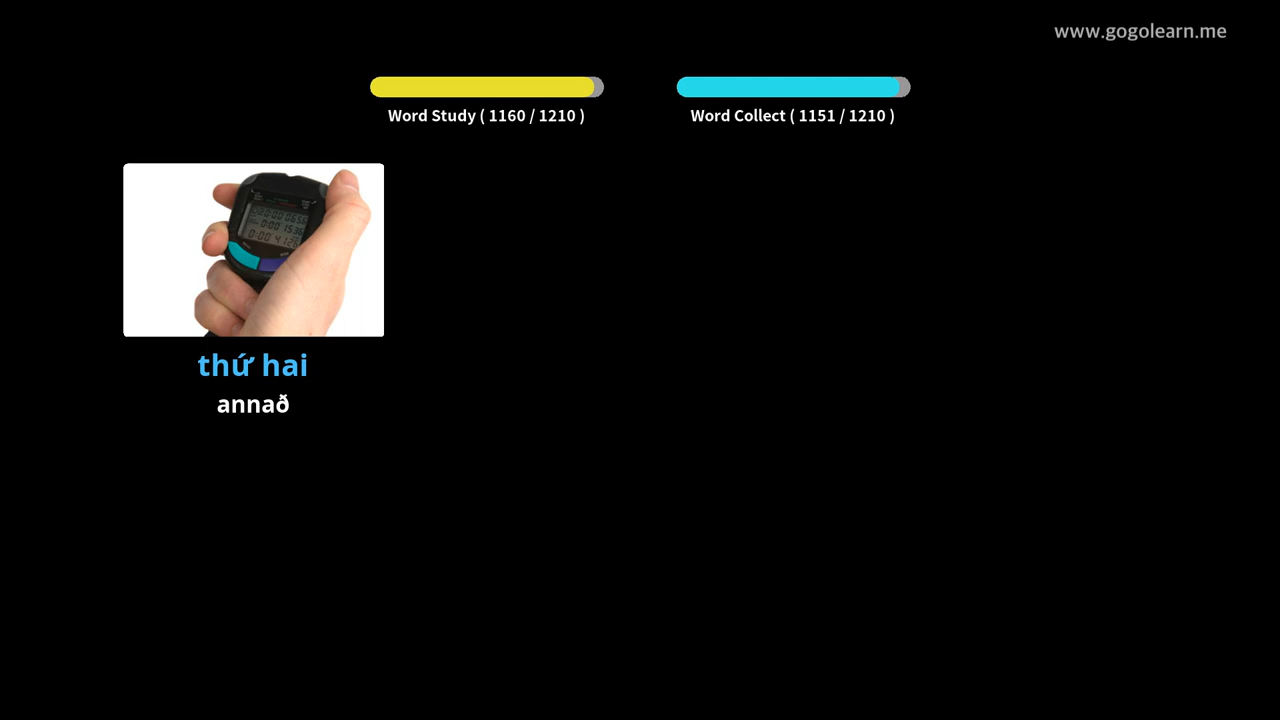 www.gogolearn.me
Word Study ( 1160 / 1210 )
Word Collect ( 1151 / 1210 )
thứ hai
annað